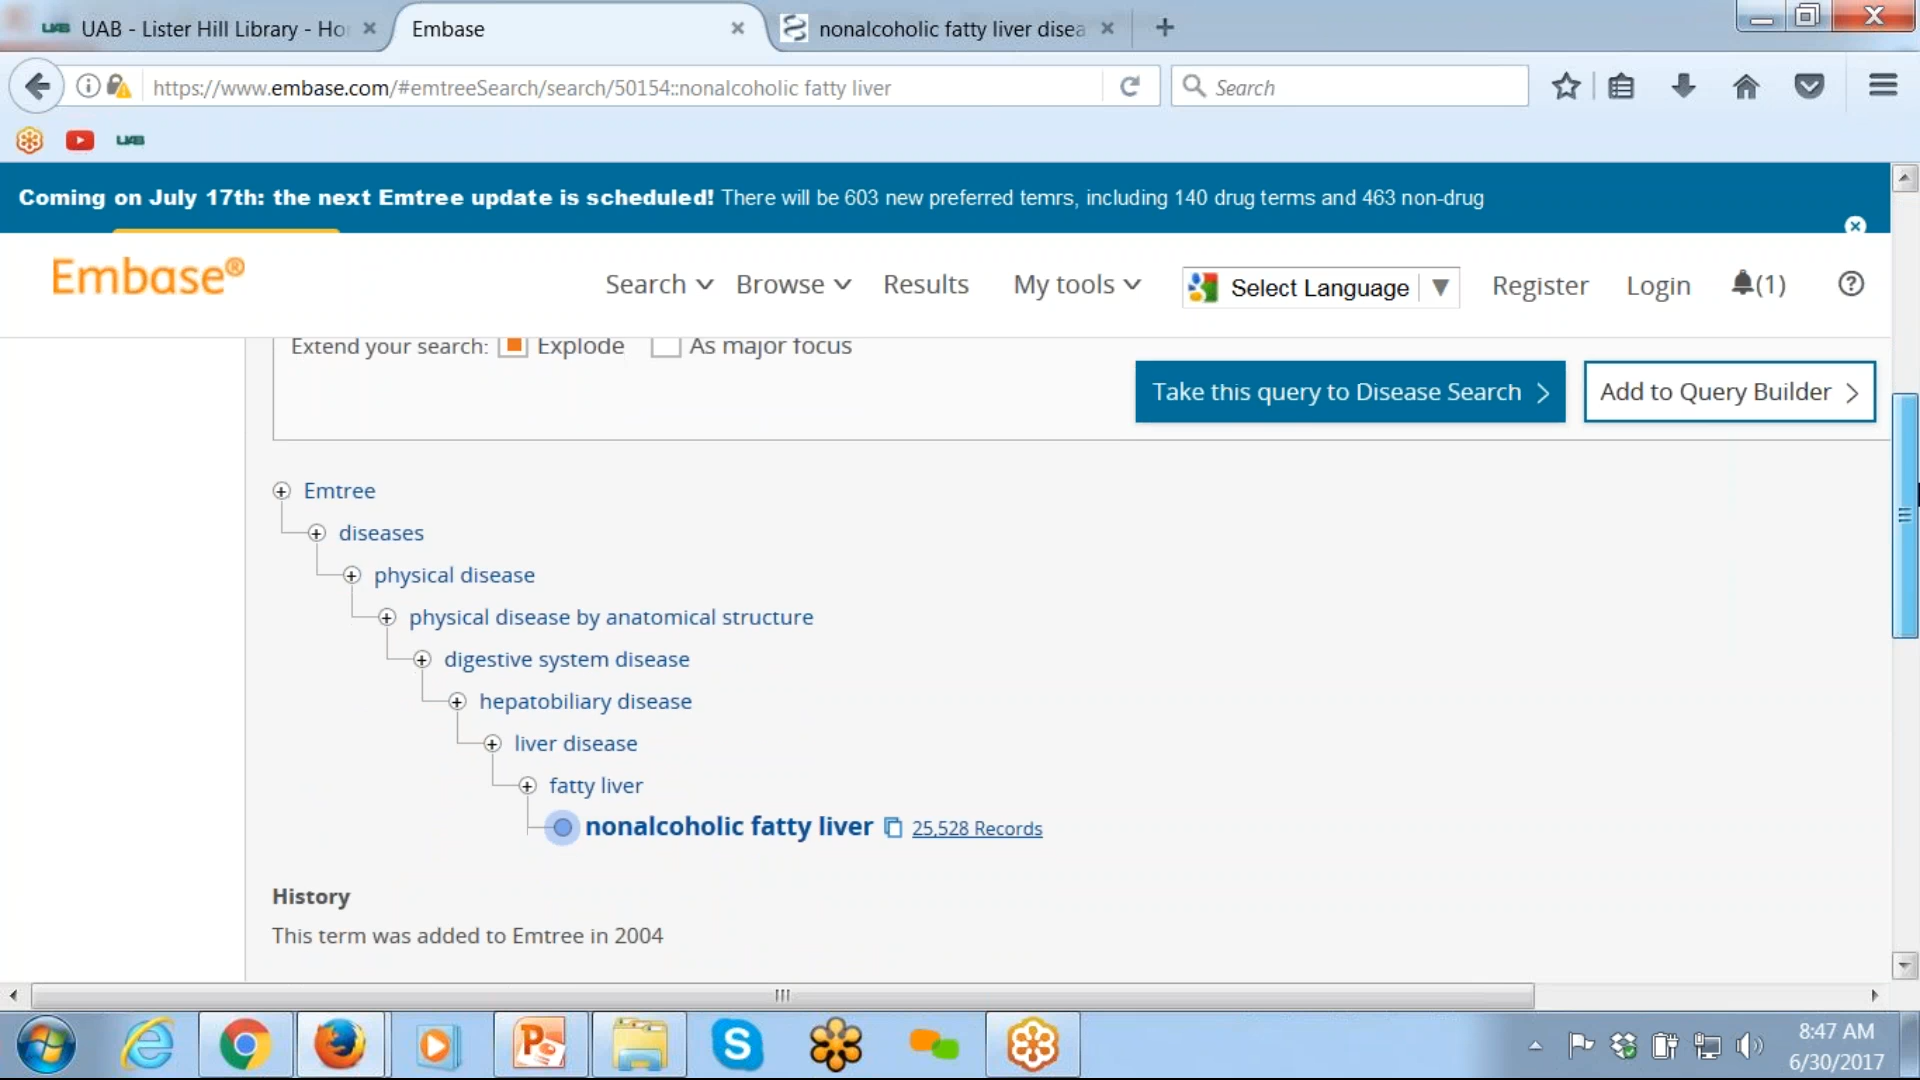 UAB - Lister Hill Library - Ho
Embase
nonalcoholic fatty liver disea
https://www.embase.com/#emtreeSearch/search/50154::nonalcoholic fatty liver
Search
UAB
Coming on July 17th: the next Emtree update is scheduled! There will be 603 new preferred temrs, including 140 drug terms and 463 non-drug
Embase®
Search
Browse
Results
My tools
Select Language
Register
Login
(1)
Extend your search: Explode As major focus
Take this query to Disease Search
Add to Query Builder
Emtree
diseases
physical disease
physical disease by anatomical structure
digestive system disease
hepatobiliary disease
liver disease
fatty liver
nonalcoholic fatty liver 25,528 Records
History
This term was added to Emtree in 2004
8:47 AM
6/30/2017